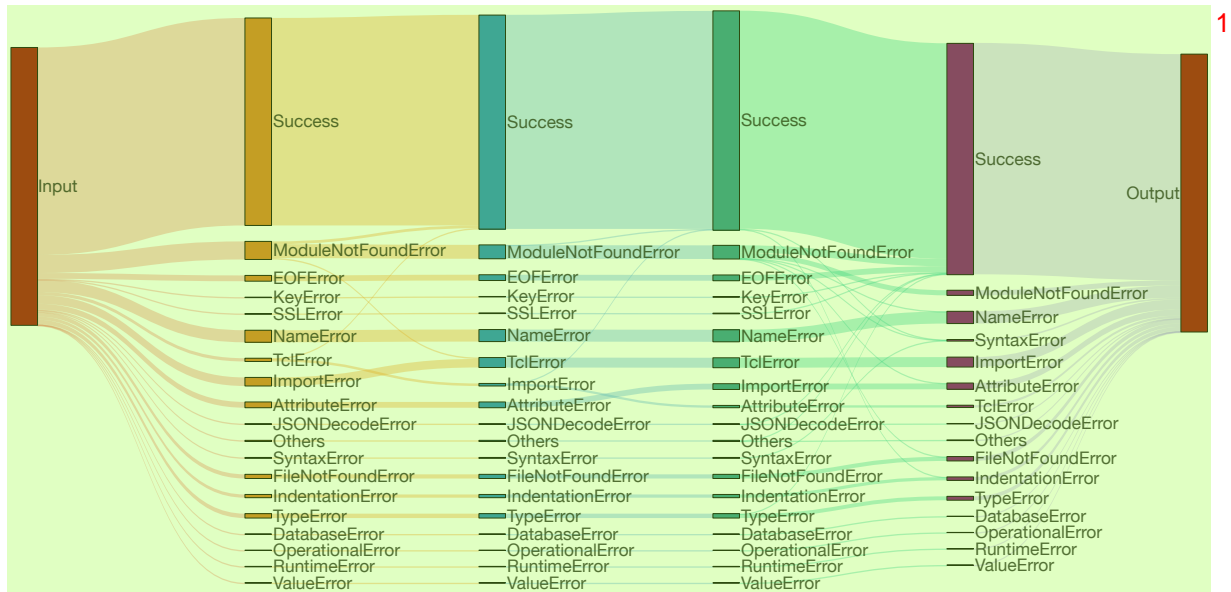 1
Input
Success
ModuleNotFoundError
EOFError
KeyError
SSLError
NameError
TclError
ImportError
AttributeError
JSONDecodeError
Others
SyntaxError
FileNotFoundError
IndentationError
TypeError
DatabaseError
OperationalError
RuntimeError
ValueError
Success
ModuleNotFoundError
EOFError
KeyError
SSLError
NameError
TclError
ImportError
AttributeError
JSONDecodeError
Others
SyntaxError
FileNotFoundError
IndentationError
TypeError
DatabaseError
OperationalError
RuntimeError
ValueError
Success
ModuleNotFoundError
EOFError
KeyError
SSLError
NameError
TclError
ImportError
AttributeError
JSONDecodeError
Others
SyntaxError
FileNotFoundError
IndentationError
TypeError
DatabaseError
OperationalError
RuntimeError
ValueError
Success
ModuleNotFoundError
NameError
SyntaxError
ImportError
AttributeError
TclError
JSONDecodeError
Others
FileNotFoundError
IndentationError
TypeError
DatabaseError
OperationalError
RuntimeError
ValueError
Output